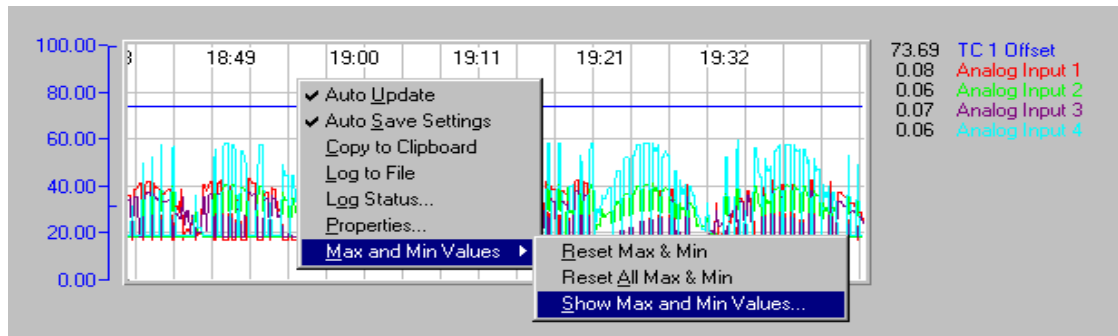 100.00
80.00
60.00
40.00
20.00
0.00
3 18:49 19:00 19:11 19:21 19:32
73.69 TC 1 Offset
0.08 Analog Input 1
0.06 Analog Input 2
0.07 Analog Input 3
0.06 Analog Input 4
Auto Update
Auto Save Settings
Copy to Clipboard
Log to File
Log Status...
Properties...
Max and Min Values
Reset Max & Min
Reset All Max & Min
Show Max and Min Values...